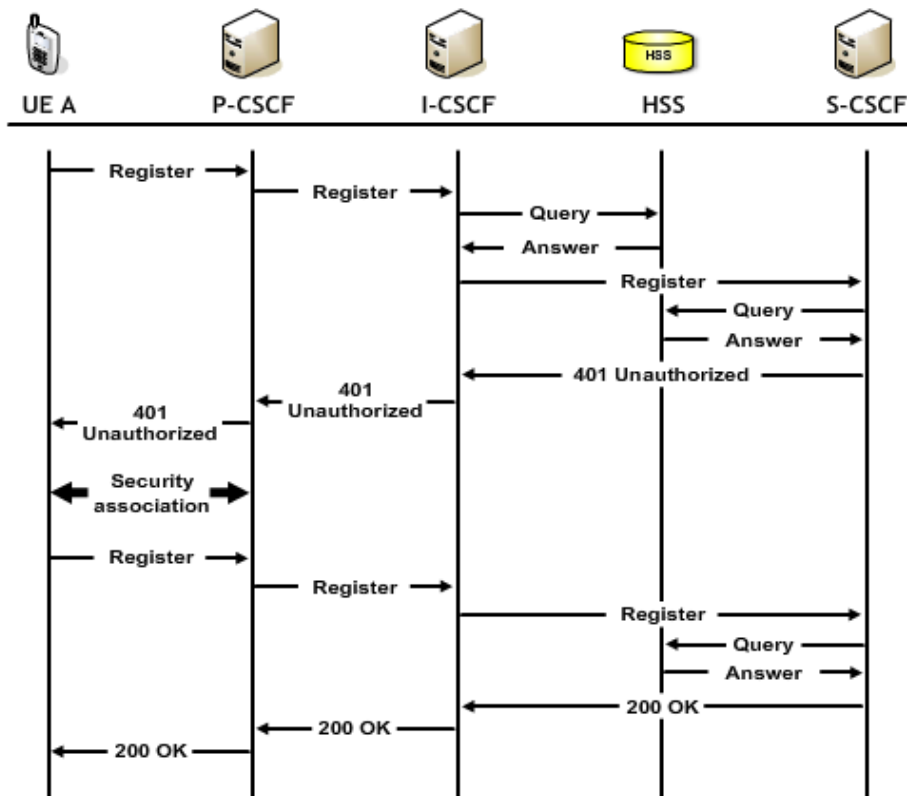 HSS
UE A
P-CSCF
I-CSCF
HSS
S-CSCF
Register
Register
Query
Answer
Register
Query
Answer
401 Unauthorized
401
Unauthorized
401
Unauthorized
Security
association
Register
Register
Register
Query
Answer
200 OK
200 OK
200 OK